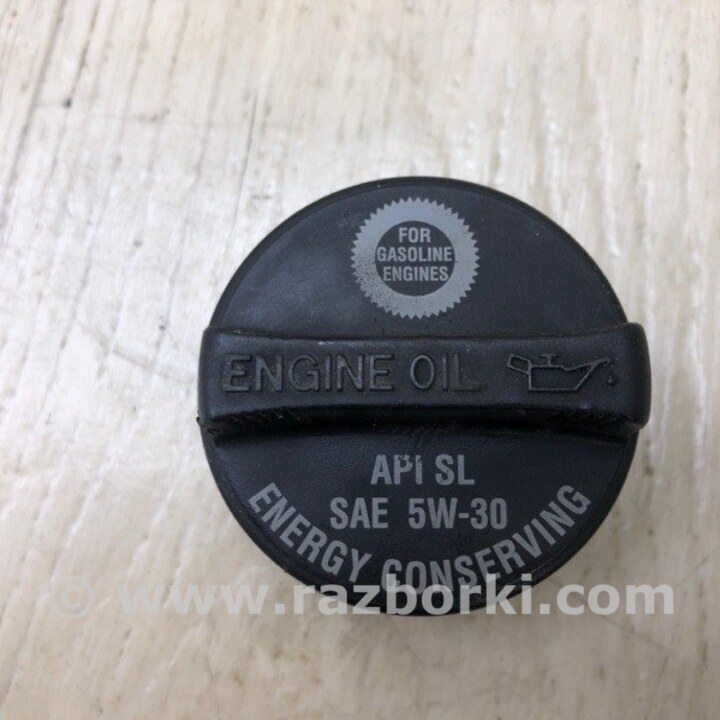 FOR
GASOLINE
ENGINES
ENGINE OIL
API SL
SAE 5W-30
ENERGY CONSERVING
© www.razborki.com